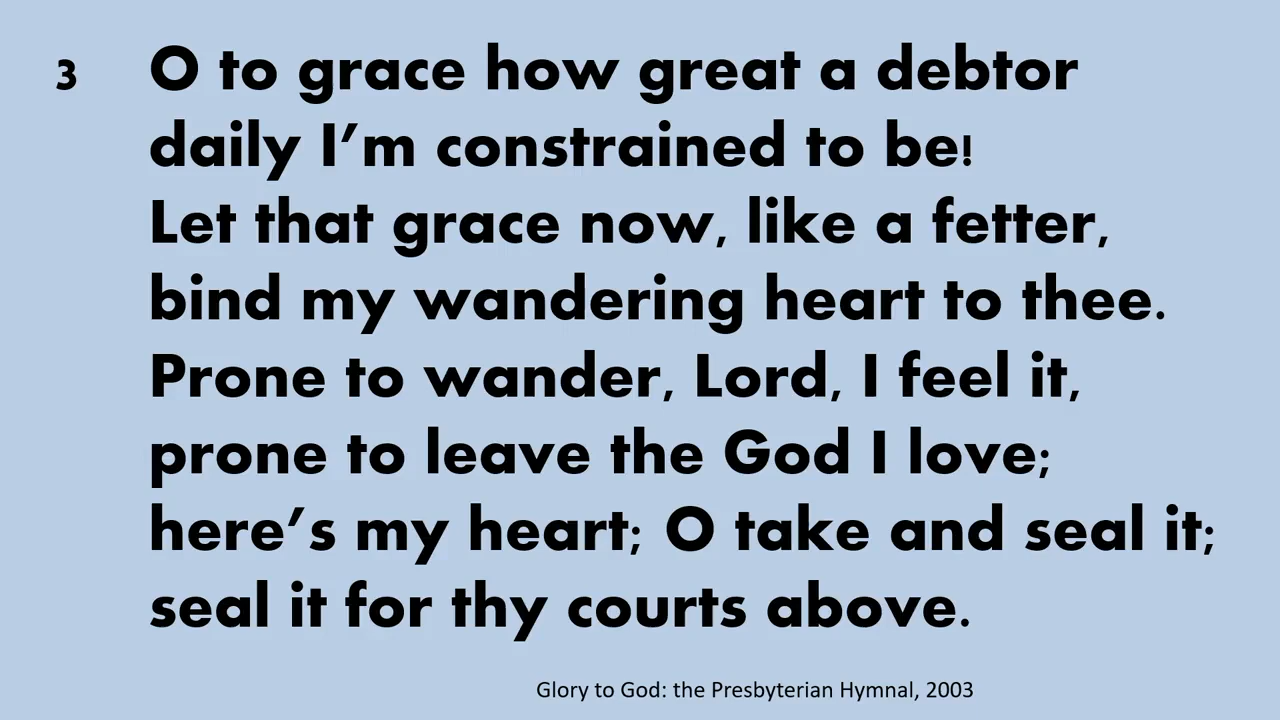 3 O to grace how great a debtor
daily I’m constrained to be!
Let that grace now, like a fetter,
bind my wandering heart to thee.
Prone to wander, Lord, I feel it,
prone to leave the God I love;
here’s my heart; O take and seal it;
seal it for thy courts above.
Glory to God: the Presbyterian Hymnal, 2003